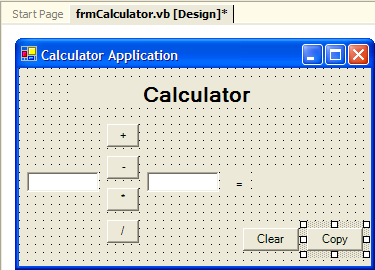 Start Page frmCalculator.vb [Design]*
Calculator Application
Calculator
+
-
*
/
=
Clear Copy